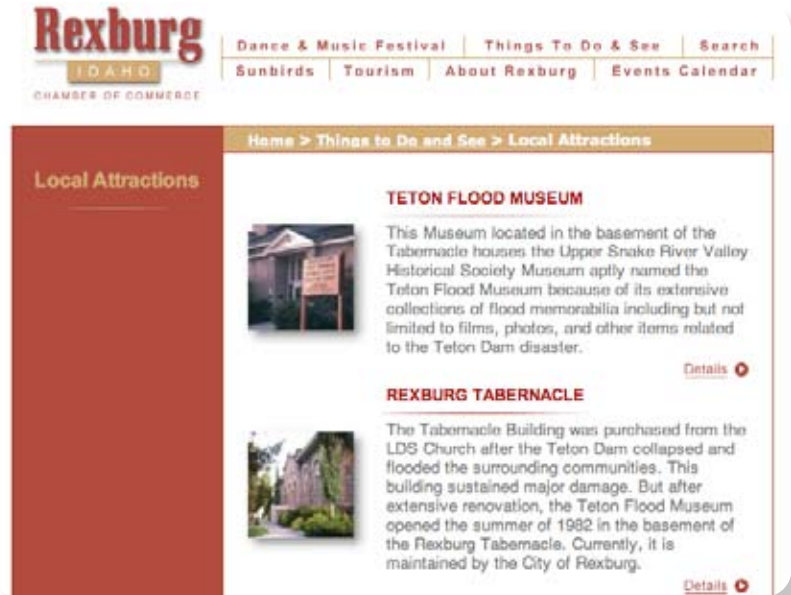 Rexburg
IDAHO
CHAMBER OF COMMERCE
Dance & Music Festival | Things To Do & See | Search
Sunbirds | Tourism | About Rexburg | Events Calendar
Home > Things to Do and See > Local Attractions
Local Attractions
TETON FLOOD MUSEUM
This Museum located in the basement of the
Tabernacle houses the Upper Snake River Valley
Historical Society Museum aptly named the
Teton Flood Museum because of its extensive
collections of flood memorabilia including but not
limited to films, photos, and other items related
to the Teton Dam disaster.
Details
REXBURG TABERNACLE
The Tabernacle Building was purchased from the
LDS Church after the Teton Dam collapsed and
flooded the surrounding communities. This
building sustained major damage. But after
extensive renovation, the Teton Flood Museum
opened the summer of 1982 in the basement of
the Rexburg Tabernacle. Currently, it is
maintained by the City of Rexburg.
Details